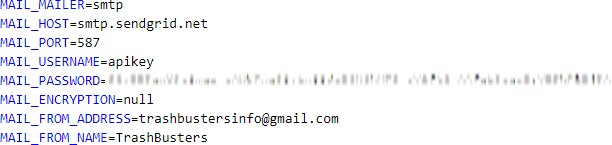 MAIL_MAILER=smtp
MAIL_HOST=smtp.sendgrid.net
MAIL_PORT=587
MAIL_USERNAME=apikey
MAIL_PASSWORD=
MAIL_ENCRYPTION=null
MAIL_FROM_ADDRESS=trashbustersinfo@gmail.com
MAIL_FROM_NAME=TrashBusters